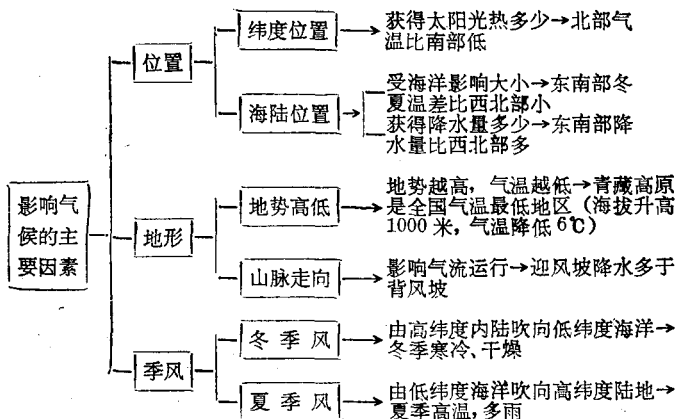 影响气
候的主
要因素
位置
纬度位置
获得太阳光热多少→北部气
温比南部低
海陆位置
受海洋影响大小→东南部冬
夏温差比西北部小
获得降水量多少→东南部降
水量比西北部多
地形
地势高低
地势越高，气温越低→青藏高原
是全国气温最低地区（海拔升高
1000米，气温降低6℃）
山脉走向
影响气流运行→迎风坡降水多于
背风坡
季风
冬季风
由高纬度内陆吹向低纬度海洋→
冬季寒冷、干燥
夏季风
由低纬度海洋吹向高纬度陆地→
夏季高温，多雨